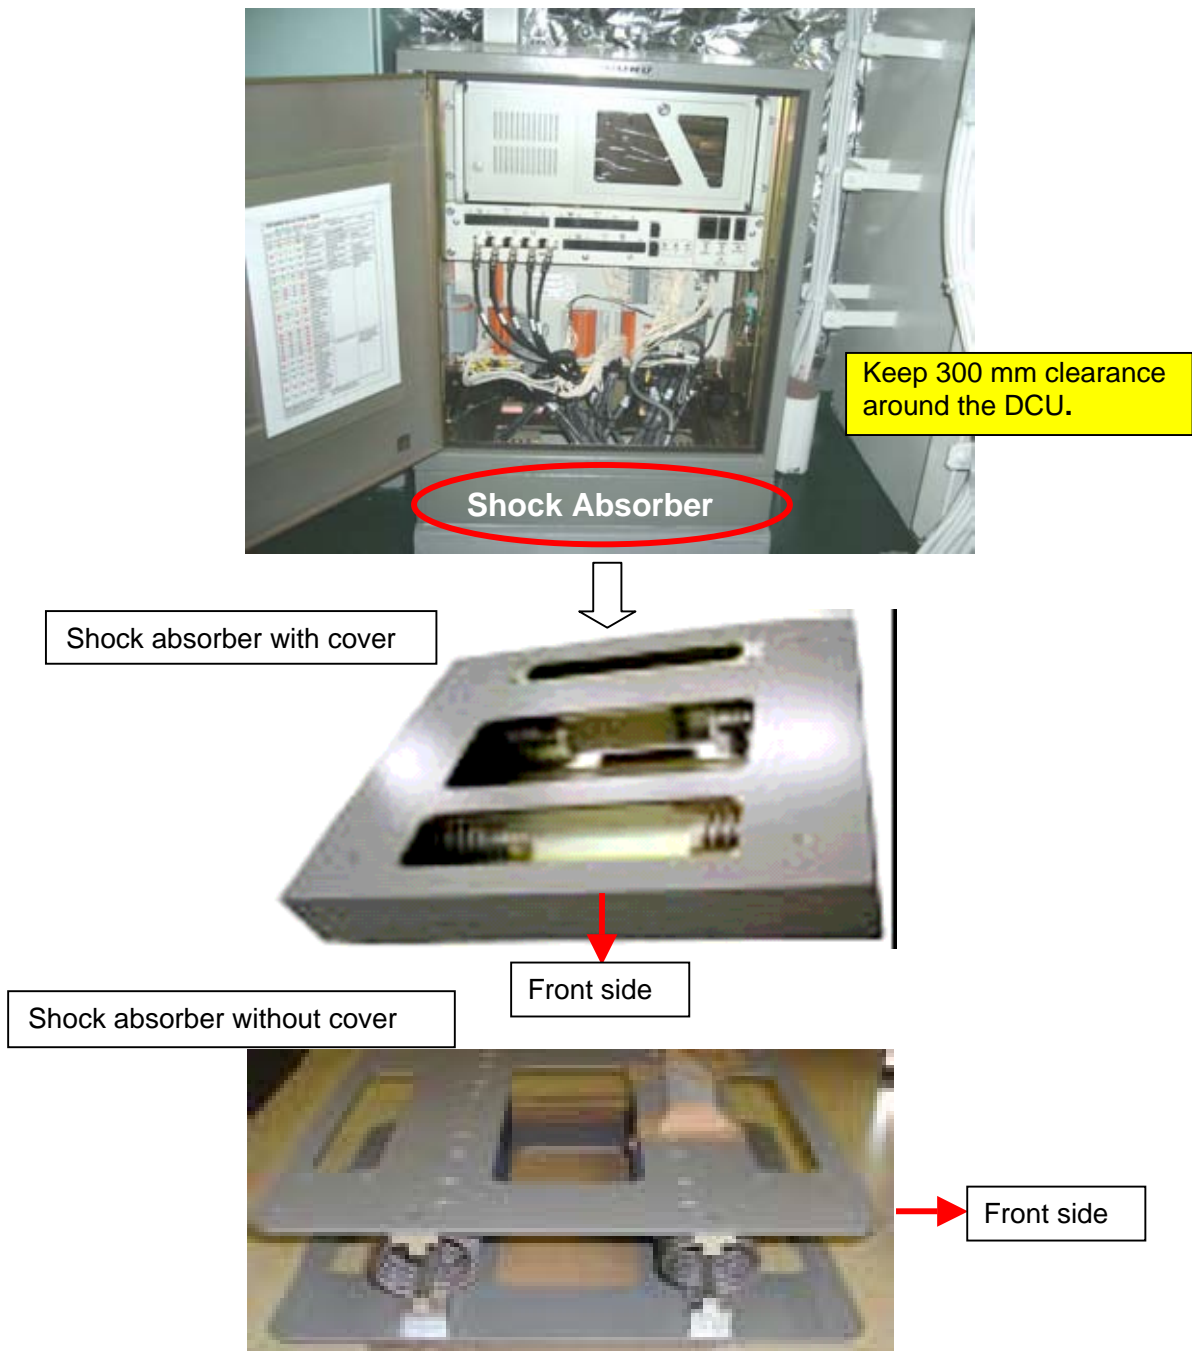 Keep 300 mm clearance
around the DCU.
Shock Absorber
Shock absorber with cover
Front side
Shock absorber without cover
Front side